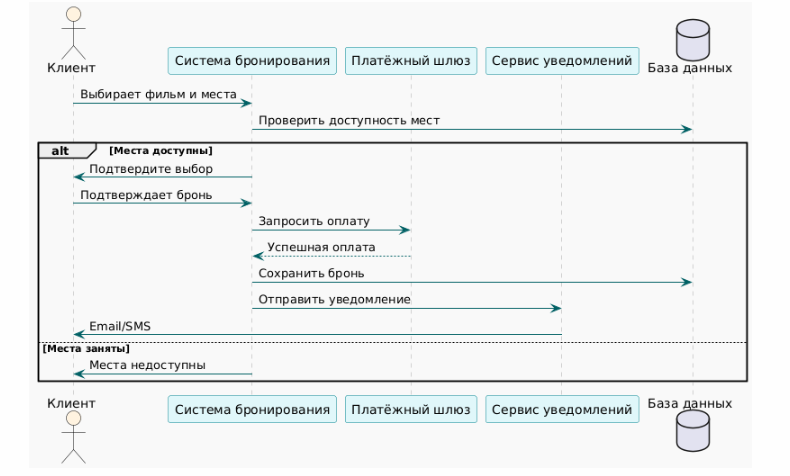 Клиент
Система бронирования
Платёжный шлюз
Сервис уведомлений
База данных
Выбирает фильм и места
Проверить доступность мест
alt
[Места доступны]
Подтвердите выбор
Подтверждает бронь
Запросить оплату
Успешная оплата
Сохранить бронь
Отправить уведомление
Email/SMS
[Места заняты]
Места недоступны
Клиент
Система бронирования
Платёжный шлюз
Сервис уведомлений
База данных